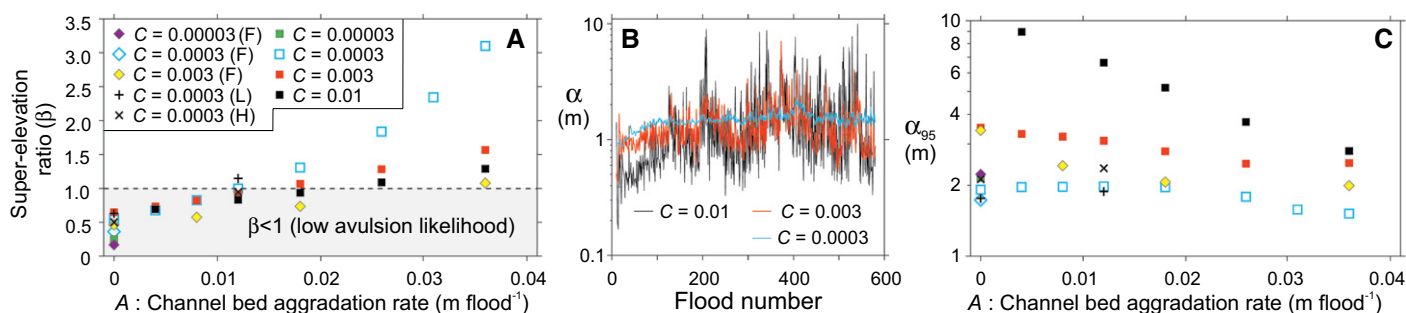 A
3.5
3.0
2.5
2.0
1.5
1.0
0.5
0
Super-elevation
ratio (β)
C = 0.00003 (F)
C = 0.0003 (F)
C = 0.003 (F)
C = 0.0003 (L)
C = 0.0003 (H)
C = 0.00003
C = 0.0003
C = 0.003
C = 0.01
β<1 (low avulsion likelihood)
0 0.01 0.02 0.03 0.04
A : Channel bed aggradation rate (m flood⁻¹)
B
10
1
0.1
α
(m)
C = 0.01
C = 0.003
C = 0.0003
0 200 400 600
Flood number
C
10
8
6
4
2
1
α₉₅
(m)
0 0.01 0.02 0.03 0.04
A : Channel bed aggradation rate (m flood⁻¹)